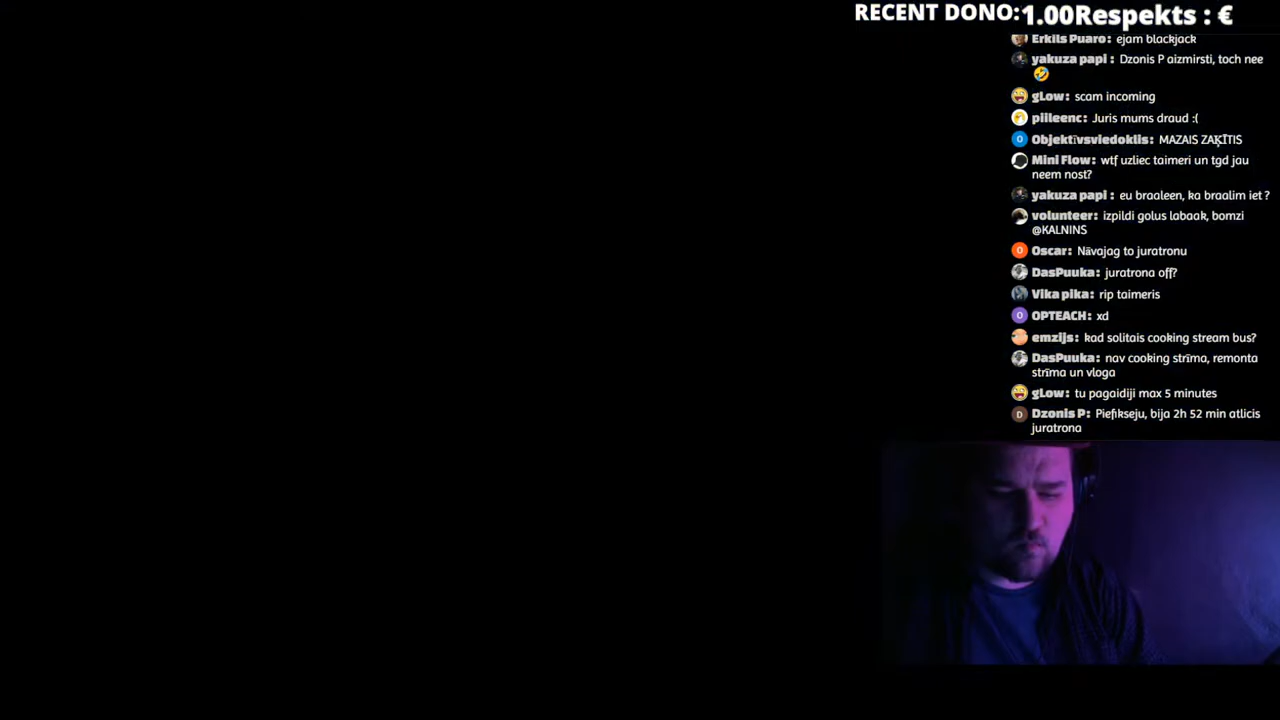 RECENT DONO:1.00Respekts : €
Erkils Puaro: ejam blackjack
yakuza papi : Dzonis P aizmirsti, toch nee
🤣
gLow: scam incoming
piileenc: Juris mums draud :(
Objektīvsviedoklis: MAZAIS ZAĶĪTIS
Mini Flow: wtf uzliec taimeri un tgd jau
neem nost?
yakuza papi : eu braaleen, ka braalim iet ?
volunteer: izpildi golus labaak, bomzi
@KALNINS
O Oscar: Nāvajag to juratronu
DasPuuka: juratrona off?
Vika pika: rip taimeris
O OPTEACH: xd
emzijs: kad solitais cooking stream bus?
DasPuuka: nav cooking strīma, remonta
strīma un vloga
gLow: tu pagaidiji max 5 minutes
D Dzonis P: Piefikseju, bija 2h 52 min atlicis
juratrona